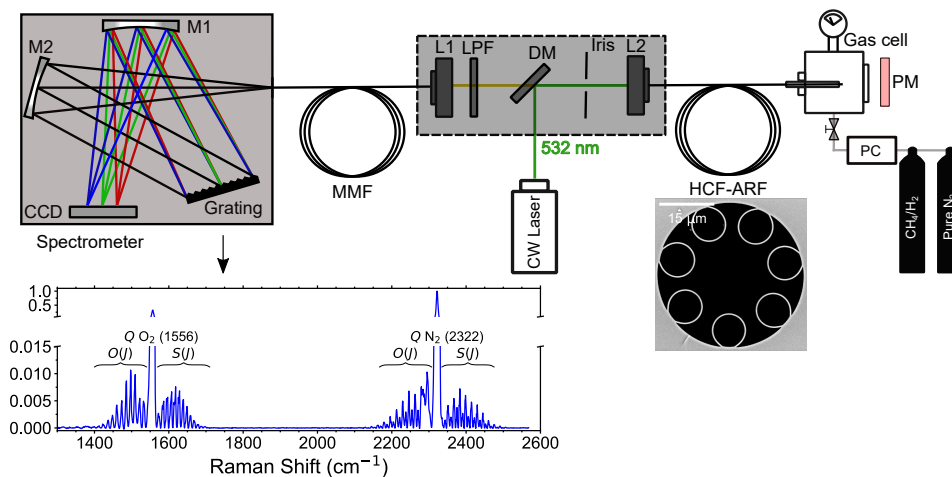 M1
M2
CCD
Grating
Spectrometer
MMF
L1 LPF
DM
Iris L2
532 nm
CW Laser
HCF-ARF
15 μm
Gas cell
PM
PC
CH₄/H₂
Pure N₂
1.0
0.5
Q O₂ (1556)
O(J) S(J)
Q N₂ (2322)
O(J) S(J)
0.015
0.010
0.005
0.000
1400 1600 1800 2000 2200 2400 2600
Raman Shift (cm⁻¹)